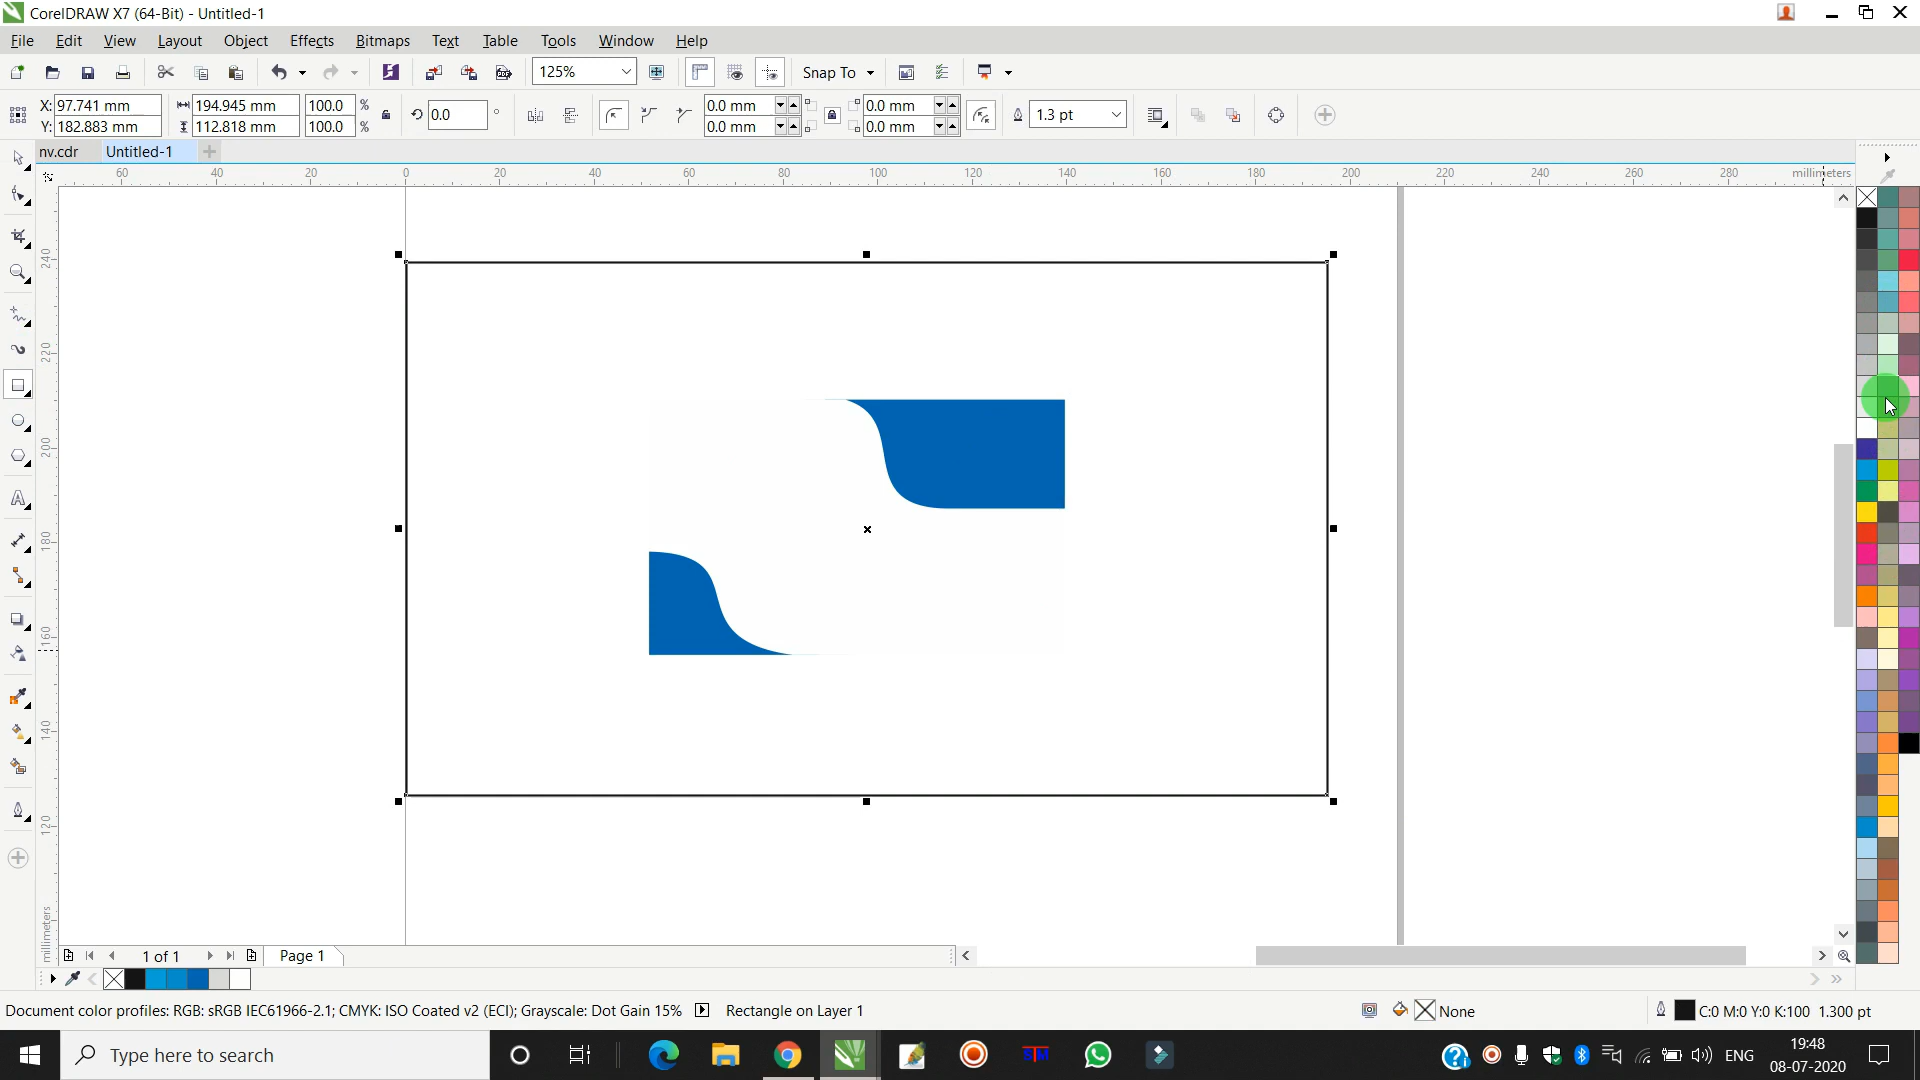 CorelDRAW X7 (64-Bit) - Untitled-1
File Edit View Layout Object Effects Bitmaps Text Table Tools Window Help
125% Snap To
X: 97.741 mm 194.945 mm 100.0 % 0.0 ° 0.0 mm 0.0 mm 1.3 pt
Y: 182.883 mm 112.818 mm 100.0 % 0.0 mm 0.0 mm
nv.cdr Untitled-1
60 40 20 0 20 40 60 80 100 120 140 160 180 200 220 240 260 280 millimeters
240
220
200
180
160
140
120
millimeters
1 of 1 Page 1
Document color profiles: RGB: sRGB IEC61966-2.1; CMYK: ISO Coated v2 (ECI); Grayscale: Dot Gain 15% Rectangle on Layer 1 None C:0 M:0 Y:0 K:100 1.300 pt
Type here to search
STM
ENG
19:48
08-07-2020